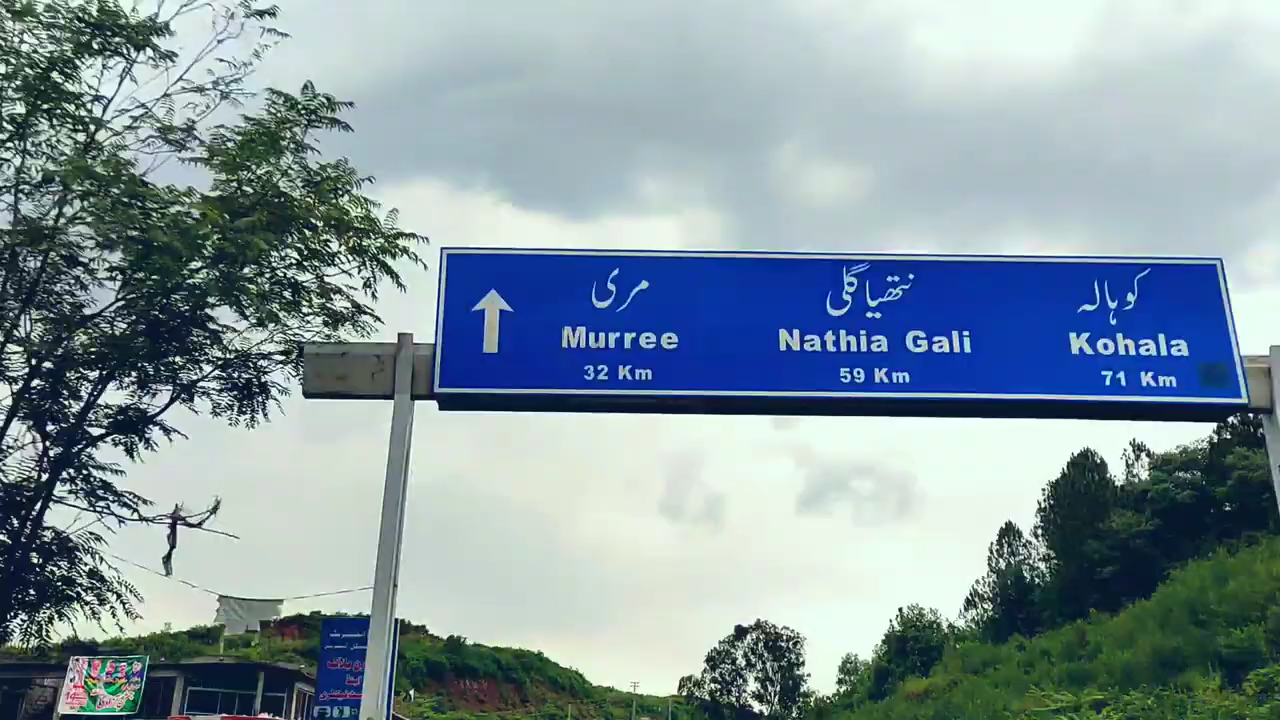 مری
Murree
32 Km
نتھیا گلی
Nathia Gali
59 Km
کوہالہ
Kohala
71 Km